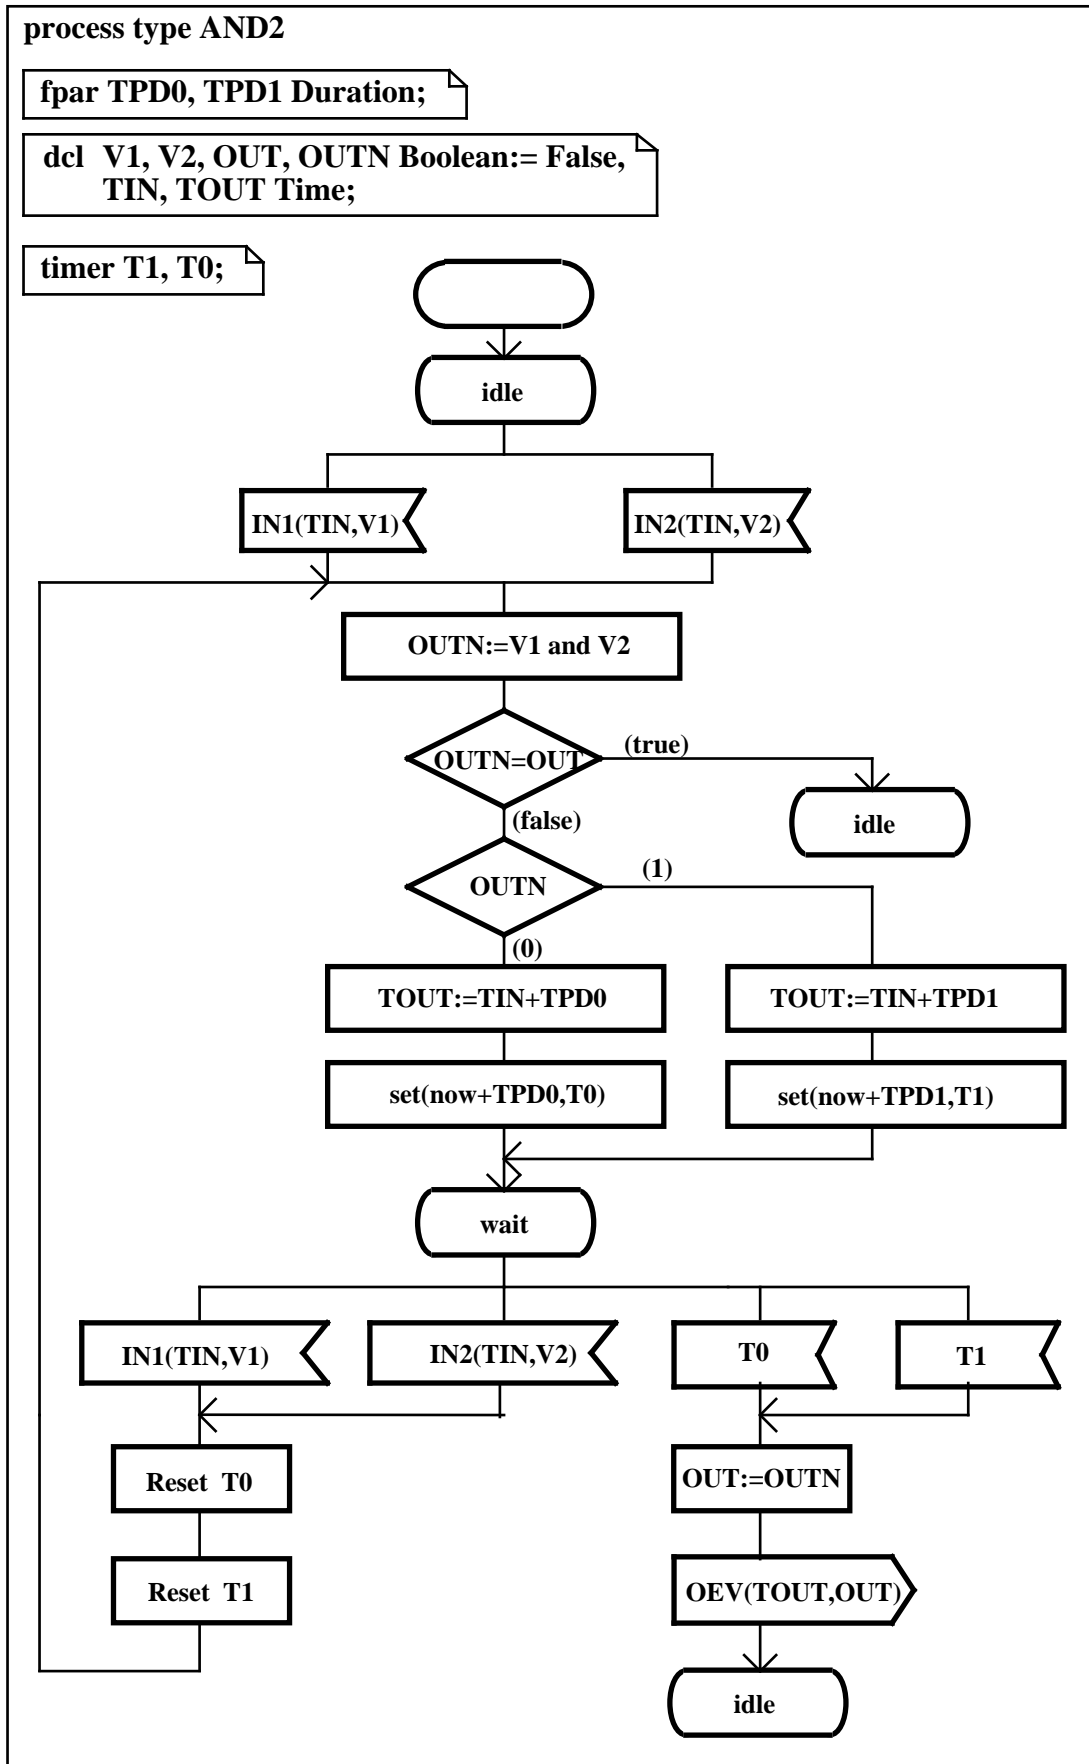 process type AND2
fpar TPD0, TPD1 Duration;
dcl V1, V2, OUT, OUTN Boolean:= False,
TIN, TOUT Time;
timer T1, T0;
idle
IN1(TIN,V1)
IN2(TIN,V2)
OUTN:=V1 and V2
OUTN=OUT
(true)
idle
(false)
OUTN
(1)
(0)
TOUT:=TIN+TPD0
TOUT:=TIN+TPD1
set(now+TPD0,T0)
set(now+TPD1,T1)
wait
IN1(TIN,V1)
IN2(TIN,V2)
T0
T1
Reset T0
OUT:=OUTN
Reset T1
OEV(TOUT,OUT)
idle